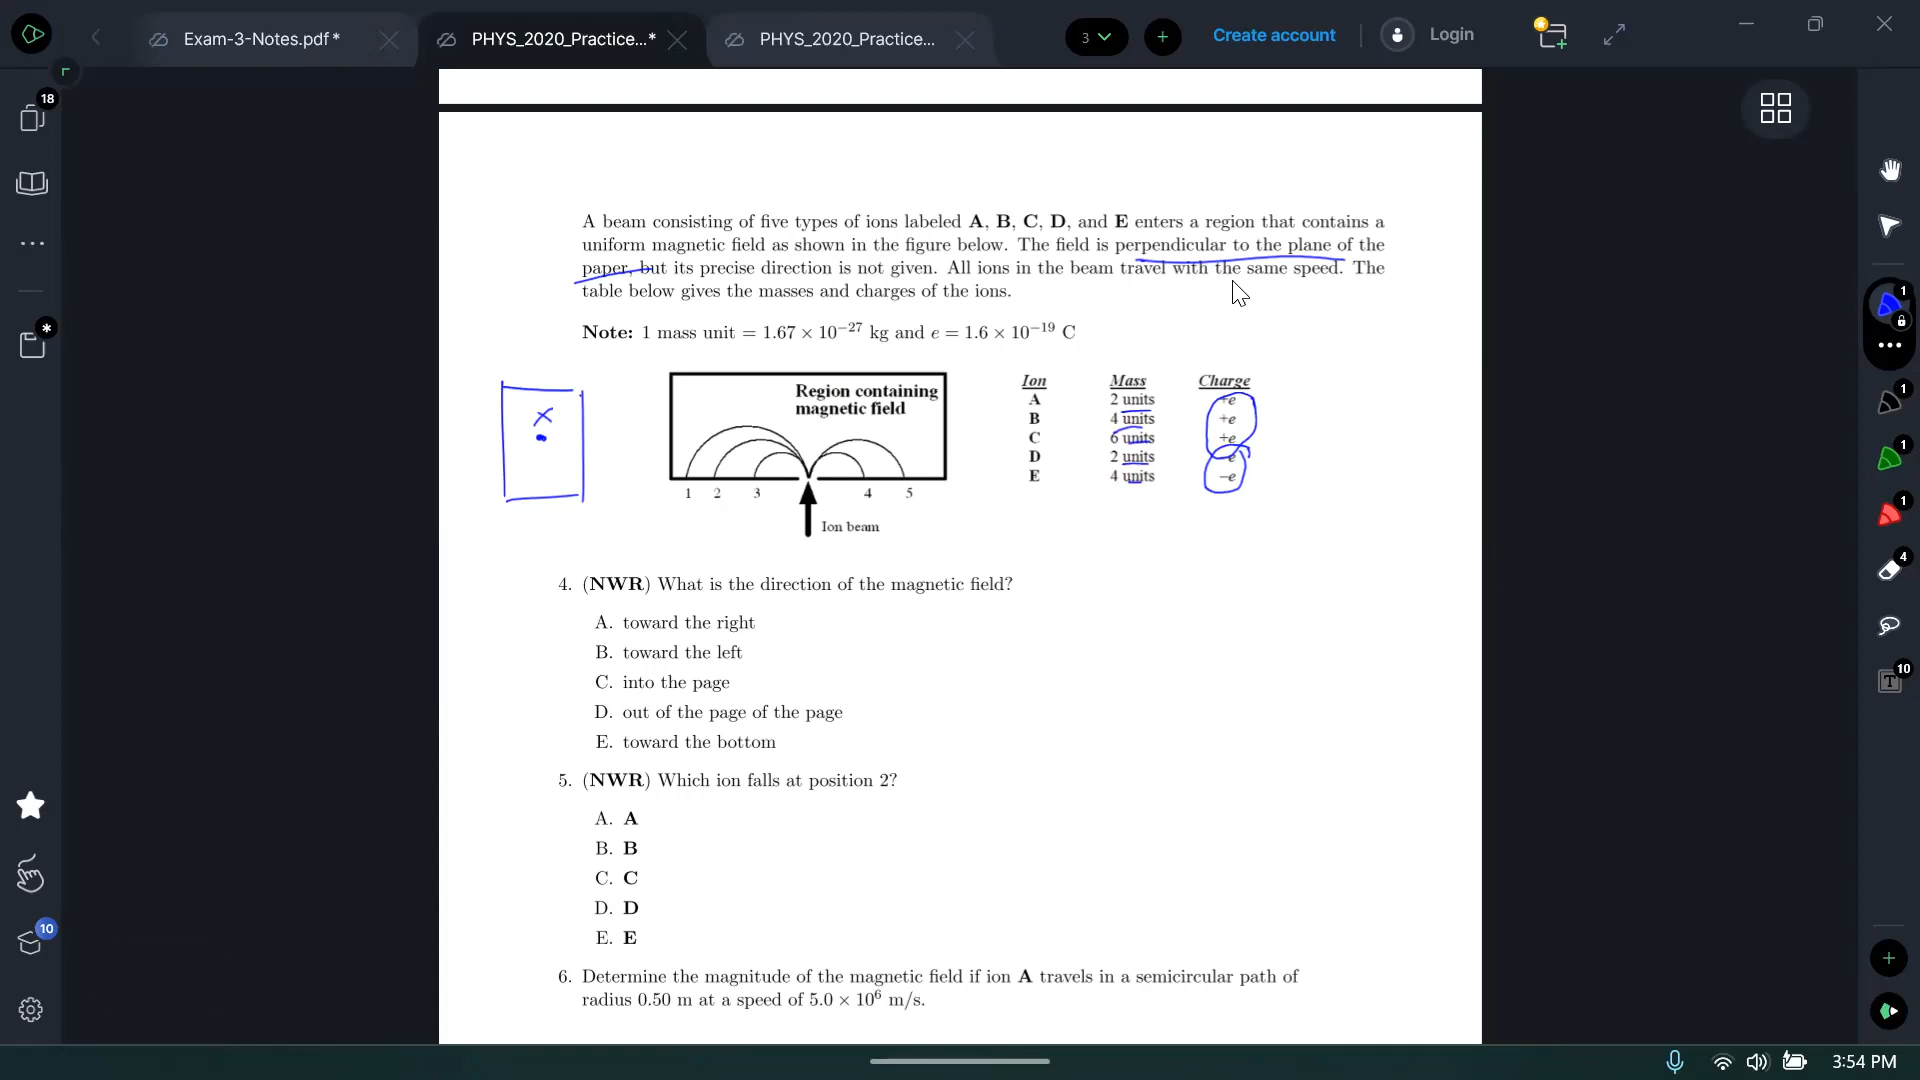 Exam-3-Notes.pdf *
PHYS_2020_Practice...*
PHYS_2020_Practice...
3
+
Create account
Login
18
A beam consisting of five types of ions labeled A, B, C, D, and E enters a region that contains a
uniform magnetic field as shown in the figure below. The field is perpendicular to the plane of the
paper, but its precise direction is not given. All ions in the beam travel with the same speed. The
table below gives the masses and charges of the ions.
Note: 1 mass unit = 1.67 × 10⁻²⁷ kg and e = 1.6 × 10⁻¹⁹ C
x
Region containing
magnetic field
1 2 3 4 5
Ion beam
Ion Mass Charge
A 2 units +e
B 4 units +e
C 6 units +e
D 2 units −e
E 4 units −e
4. (NWR) What is the direction of the magnetic field?
A. toward the right
B. toward the left
C. into the page
D. out of the page of the page
E. toward the bottom
5. (NWR) Which ion falls at position 2?
A. A
B. B
C. C
D. D
E. E
6. Determine the magnitude of the magnetic field if ion A travels in a semicircular path of
radius 0.50 m at a speed of 5.0 × 10⁶ m/s.
*
10
1
1
1
1
4
10
T
+
3:54 PM